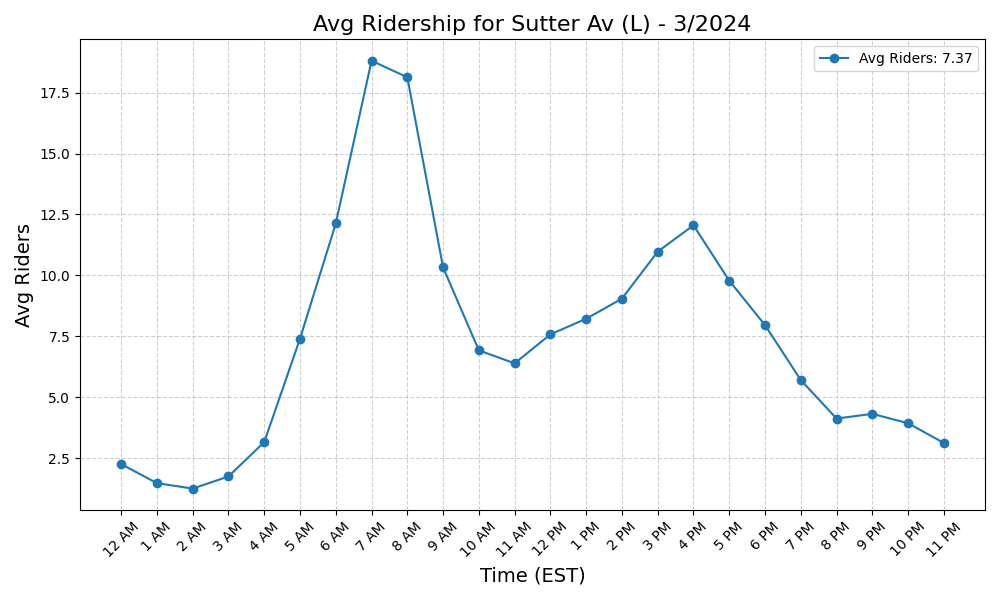 Avg Ridership for Sutter Av (L) - 3/2024
Avg Riders: 7.37
Avg Riders
17.5
15.0
12.5
10.0
7.5
5.0
2.5
12 AM
1 AM
2 AM
3 AM
4 AM
5 AM
6 AM
7 AM
8 AM
9 AM
10 AM
11 AM
12 PM
1 PM
2 PM
3 PM
4 PM
5 PM
6 PM
7 PM
8 PM
9 PM
10 PM
11 PM
Time (EST)